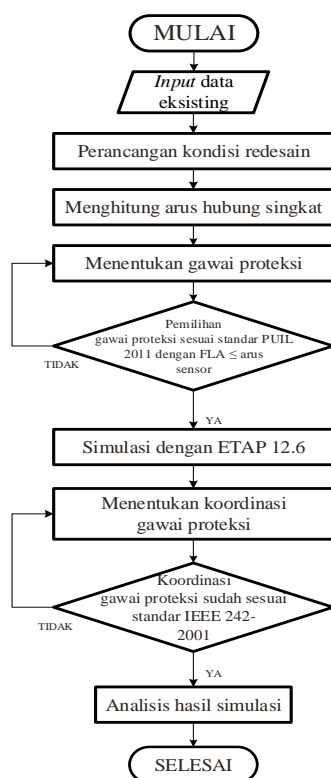 MULAI
Input data
eksisting
Perancangan kondisi redesain
Menghitung arus hubung singkat
Menentukan gawai proteksi
Pemilihan
gawai proteksi sesuai standar PUIL
2011 dengan FLA ≤ arus
sensor
TIDAK
YA
Simulasi dengan ETAP 12.6
Menentukan koordinasi
gawai proteksi
Koordinasi
gawai proteksi sudah sesuai
standar IEEE 242-
2001
TIDAK
YA
Analisis hasil simulasi
SELESAI